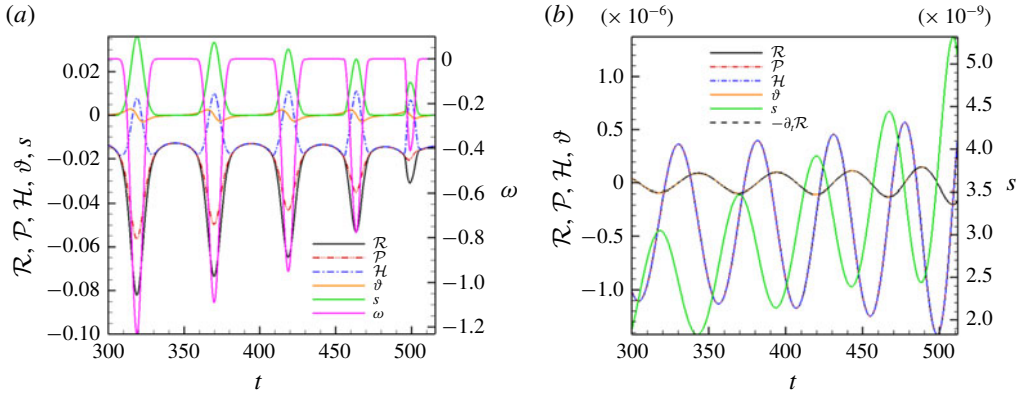 (a)
0.02
0
−0.02
−0.04
−0.06
−0.08
−0.10
ℛ, 𝒫, ℋ, ϑ, s
0
−0.2
−0.4
−0.6
−0.8
−1.0
−1.2
ω
ℛ
𝒫
ℋ
ϑ
s
ω
300 350 400 450 500
t
(b) (× 10⁻⁶) (× 10⁻⁹)
1.0
0.5
0
−0.5
−1.0
ℛ, 𝒫, ℋ, ϑ
5.0
4.5
4.0
3.5
3.0
2.5
2.0
1.8
s
ℛ
𝒫
ℋ
ϑ
s
−∂ₜℛ
300 350 400 450 500
t